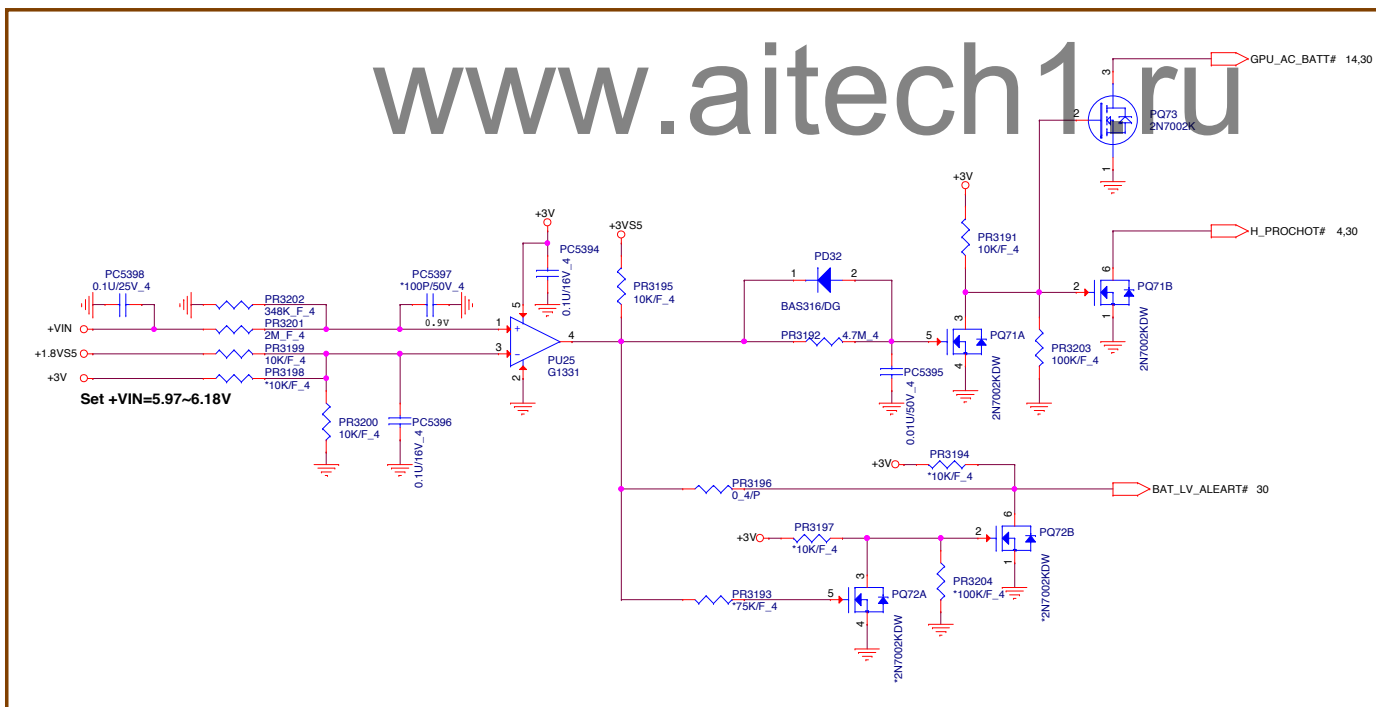 www.aitech1.ru
GPU_AC_BATT# 14,30
3
2
PQ73
2N7002K
1
+3V
H_PROCHOT# 4,30
PR3191
10K/F_4
6
2
PQ71B
1
2N7002KDW
+3V
+3VS5
PC5394
0.1U/16V_4
PC5398
0.1U/25V_4
PC5397
*100P/50V_4
0.9V
PR3202
348K_F_4
+VIN
PR3201
2M_F_4
+1.8VS5
PR3199
10K/F_4
+3V
PR3198
*10K/F_4
Set +VIN=5.97~6.18V
PR3200
10K/F_4
PC5396
0.1U/16V_4
5
1
+
3
-
4
2
PU25
G1331
PR3195
10K/F_4
PD32
1
2
BAS316/DG
PR3192
4.7M_4
PC5395
0.01U/50V_4
5
3
4
PQ71A
2N7002KDW
PR3203
100K/F_4
+3V
PR3194
*10K/F_4
PR3196
0_4/P
BAT_LV_ALEART# 30
+3V
PR3197
*10K/F_4
6
2
PQ72B
1
*2N7002KDW
PR3204
*100K/F_4
PR3193
*75K/F_4
5
3
4
PQ72A
*2N7002KDW